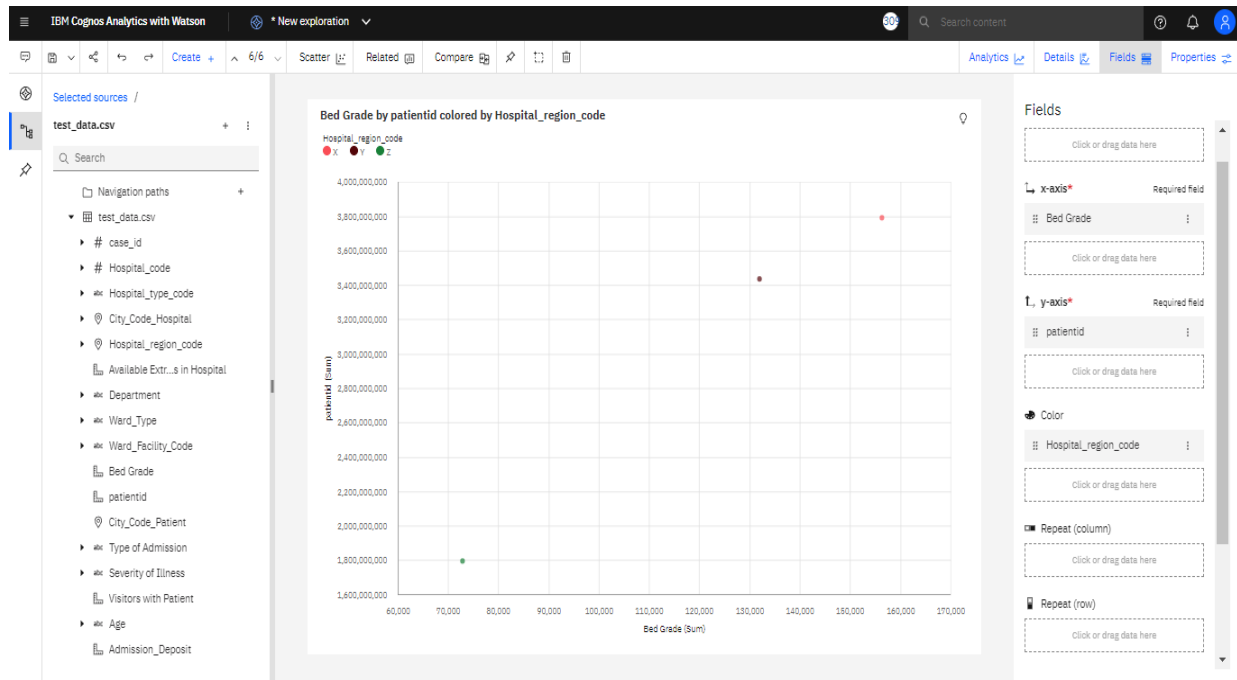 IBM Cognos Analytics with Watson
* New exploration
Search content
Create +
6/6
Scatter
Related
Compare
Analytics
Details
Fields
Properties
Selected sources /
test_data.csv
Search
Navigation paths
test_data.csv
# case_id
# Hospital_code
abc Hospital_type_code
City_Code_Hospital
Hospital_region_code
Available Extr...s in Hospital
abc Department
abc Ward_Type
abc Ward_Facility_Code
Bed Grade
patientid
City_Code_Patient
abc Type of Admission
abc Severity of Illness
Visitors with Patient
abc Age
Admission_Deposit
Bed Grade by patientid colored by Hospital_region_code
Hospital_region_code
X Y Z
4,000,000,000
3,800,000,000
3,600,000,000
3,400,000,000
3,200,000,000
3,000,000,000
2,800,000,000
2,600,000,000
2,400,000,000
2,200,000,000
2,000,000,000
1,800,000,000
1,600,000,000
patientid (Sum)
60,000 70,000 80,000 90,000 100,000 110,000 120,000 130,000 140,000 150,000 160,000 170,000
Bed Grade (Sum)
Fields
Click or drag data here
x-axis* Required field
Bed Grade
Click or drag data here
y-axis* Required field
patientid
Click or drag data here
Color
Hospital_region_code
Click or drag data here
Repeat (column)
Click or drag data here
Repeat (row)
Click or drag data here